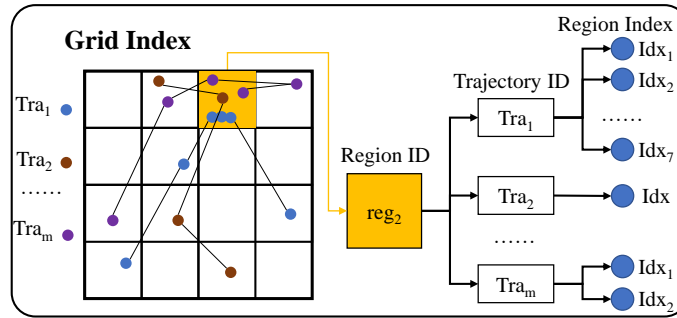 Grid Index
Tra1
Tra2
......
Tram
Region ID
reg2
Trajectory ID
Tra1
Tra2
......
Tram
Region Index
Idx1
Idx2
......
Idx7
Idx
Idx1
Idx2